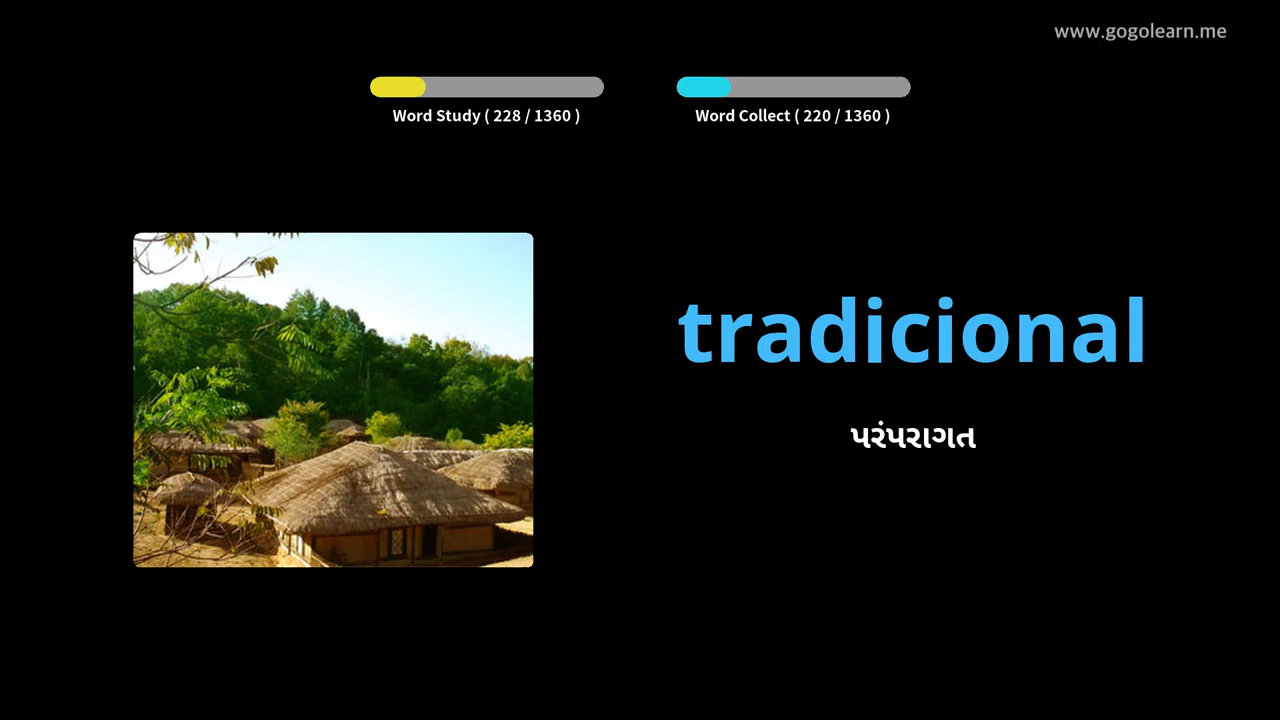 www.gogolearn.me
Word Study ( 228 / 1360 )
Word Collect ( 220 / 1360 )
tradicional
પરંપરાગત